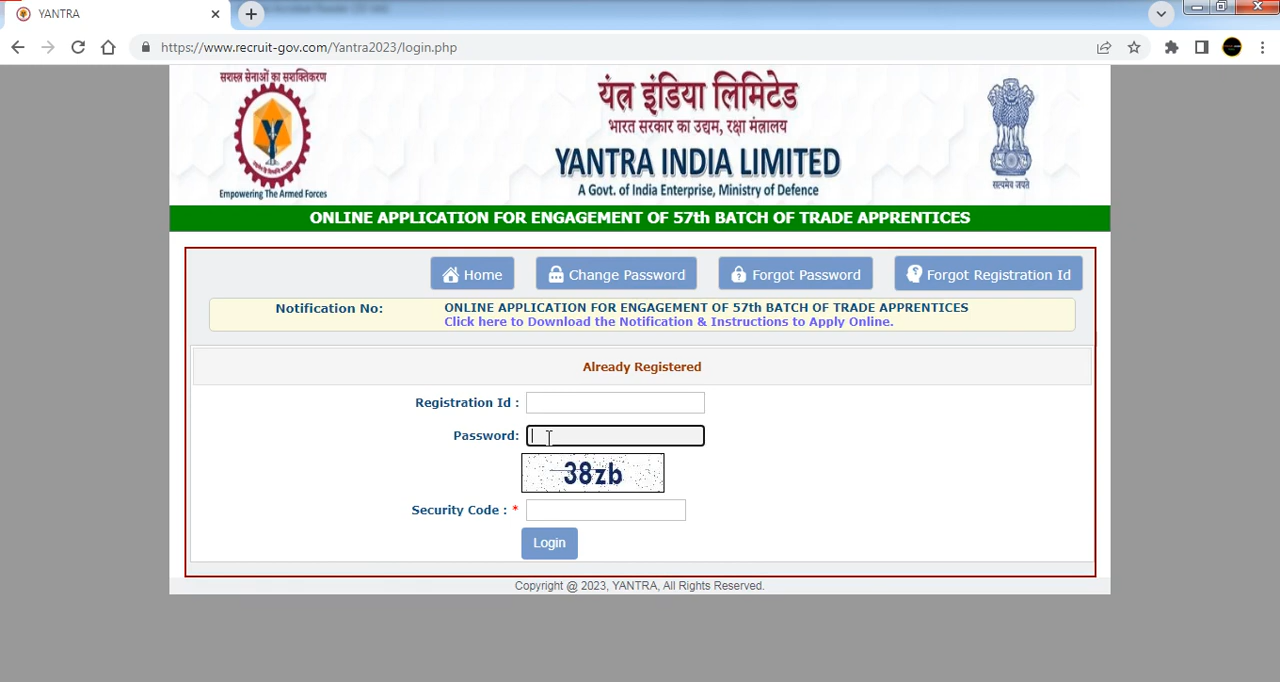 YANTRA
https://www.recruit-gov.com/Yantra2023/login.php
सशस्त्र सेनाओं का सशक्तिकरण
Empowering The Armed Forces
यंत्र इंडिया लिमिटेड
भारत सरकार का उद्यम, रक्षा मंत्रालय
YANTRA INDIA LIMITED
A Govt. of India Enterprise, Ministry of Defence
सत्यमेव जयते
ONLINE APPLICATION FOR ENGAGEMENT OF 57th BATCH OF TRADE APPRENTICES
Home Change Password Forgot Password Forgot Registration Id
Notification No: ONLINE APPLICATION FOR ENGAGEMENT OF 57th BATCH OF TRADE APPRENTICES
Click here to Download the Notification & Instructions to Apply Online.
Already Registered
Registration Id :
Password:
38zb
Security Code : *
Login
Copyright @ 2023, YANTRA, All Rights Reserved.